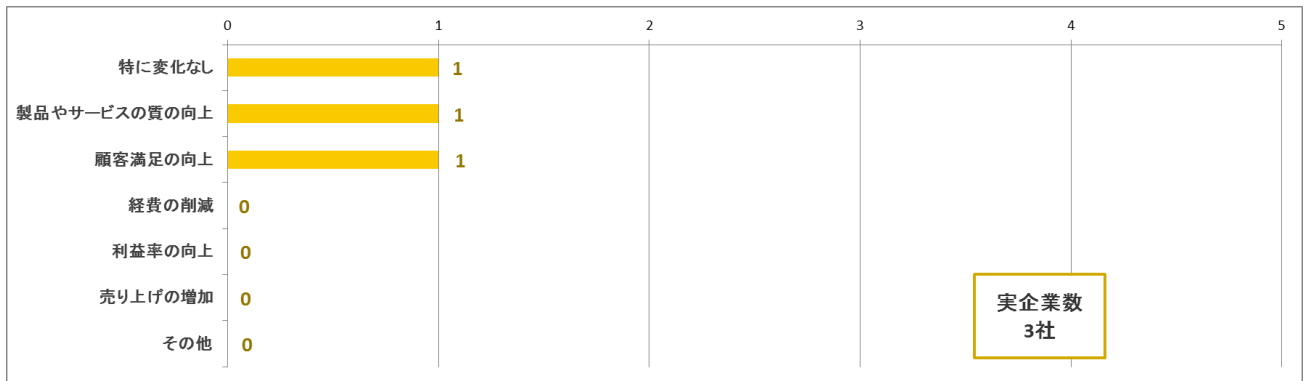 0 1 2 3 4 5
特に変化なし 1
製品やサービスの質の向上 1
顧客満足の向上 1
経費の削減 0
利益率の向上 0
売り上げの増加 0
その他 0
実企業数
3社